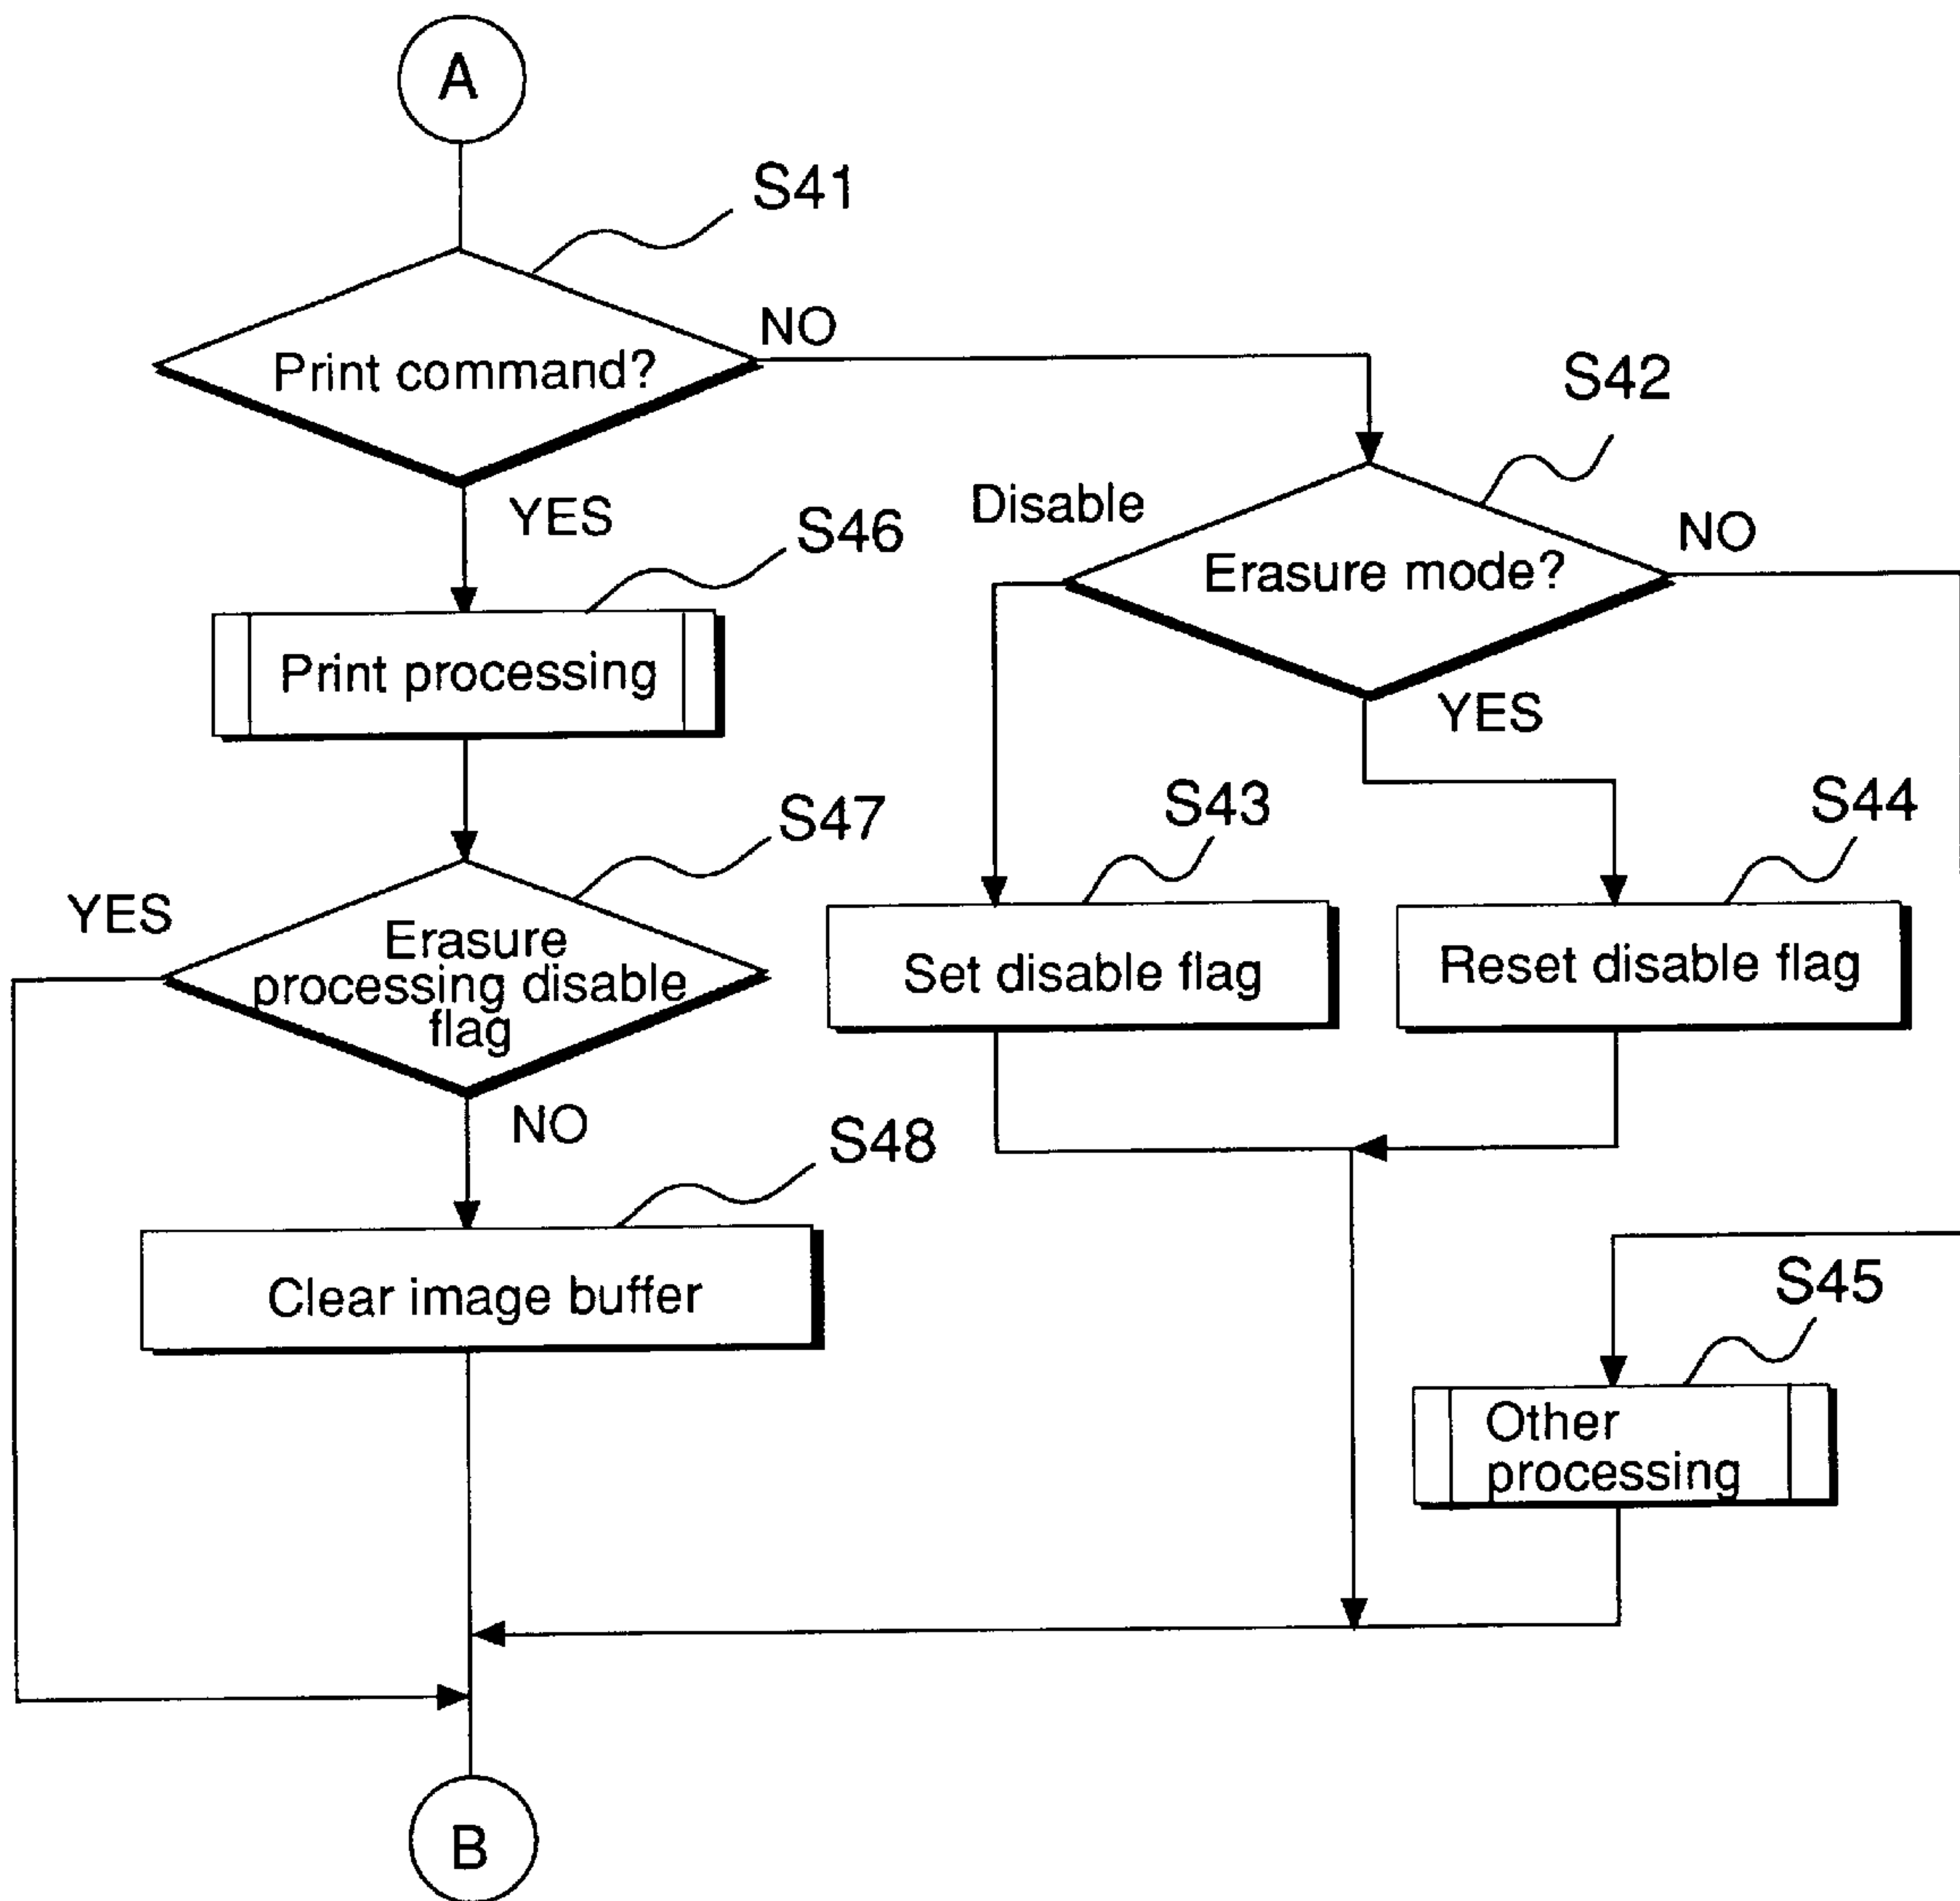 A
S41
NO
Print command?
S42
YES
Disable
NO
S46
Erasure mode?
Print processing
YES
S47
S43
S44
YES
Erasure
processing disable
flag
Set disable flag
Reset disable flag
NO
S48
Clear image buffer
S45
Other
processing
B